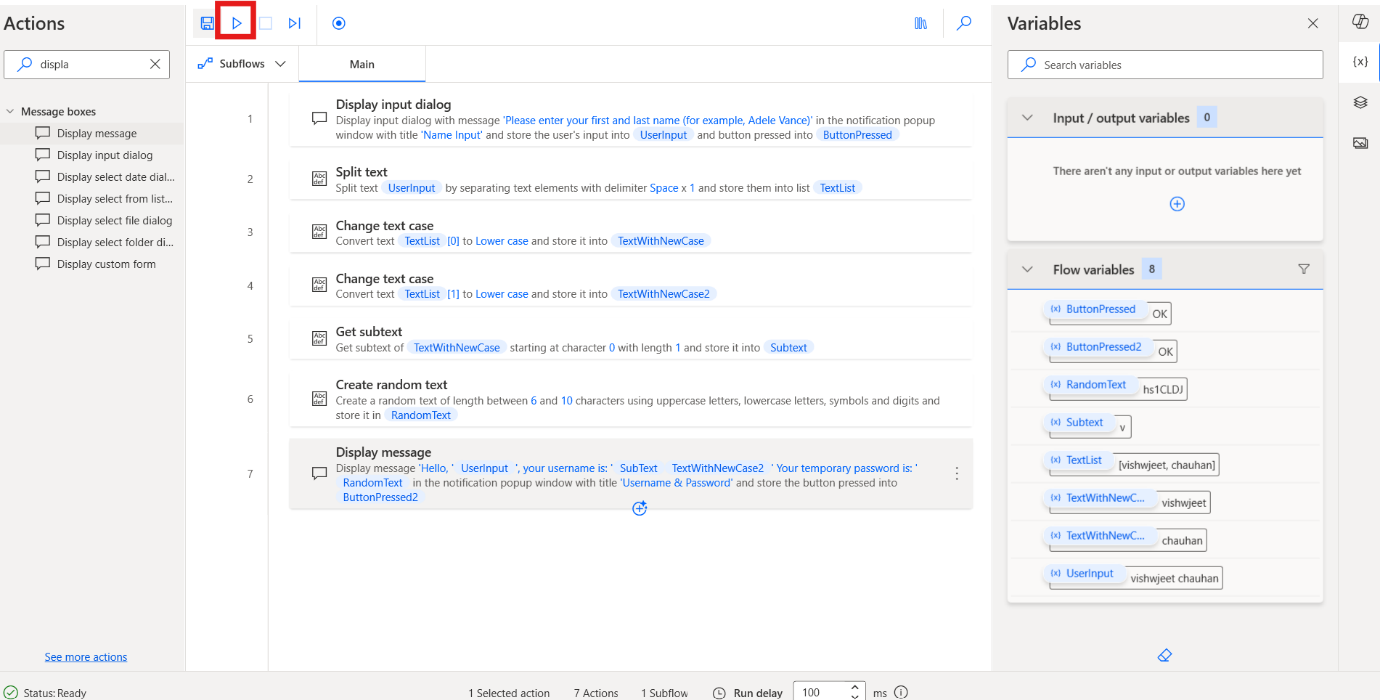 Actions
displa
Message boxes
Display message
Display input dialog
Display select date dial...
Display select from list...
Display select file dialog
Display select folder di...
Display custom form
See more actions
Subflows
Main
1
Display input dialog
Display input dialog with message 'Please enter your first and last name (for example, Adele Vance)' in the notification popup
window with title 'Name Input' and store the user's input into UserInput and button pressed into ButtonPressed
2
Abc
def
Split text
Split text UserInput by separating text elements with delimiter Space x 1 and store them into list TextList
3
Abc
def
Change text case
Convert text TextList [0] to Lower case and store it into TextWithNewCase
4
Abc
def
Change text case
Convert text TextList [1] to Lower case and store it into TextWithNewCase2
5
Abc
def
Get subtext
Get subtext of TextWithNewCase starting at character 0 with length 1 and store it into Subtext
6
Abc
def
Create random text
Create a random text of length between 6 and 10 characters using uppercase letters, lowercase letters, symbols and digits and
store it in RandomText
7
Display message
Display message 'Hello, ' UserInput ', your username is: ' SubText TextWithNewCase2 ' Your temporary password is: '
RandomText in the notification popup window with title 'Username & Password' and store the button pressed into
ButtonPressed2
Variables
Search variables
Input / output variables 0
There aren't any input or output variables here yet
Flow variables 8
(x) ButtonPressed OK
(x) ButtonPressed2 OK
(x) RandomText hs1CLDJ
(x) Subtext v
(x) TextList [vishwjeet, chauhan]
(x) TextWithNewC... vishwjeet
(x) TextWithNewC... chauhan
(x) UserInput vishwjeet chauhan
{x}
Status: Ready
1 Selected action
7 Actions
1 Subflow
Run delay 100 ms